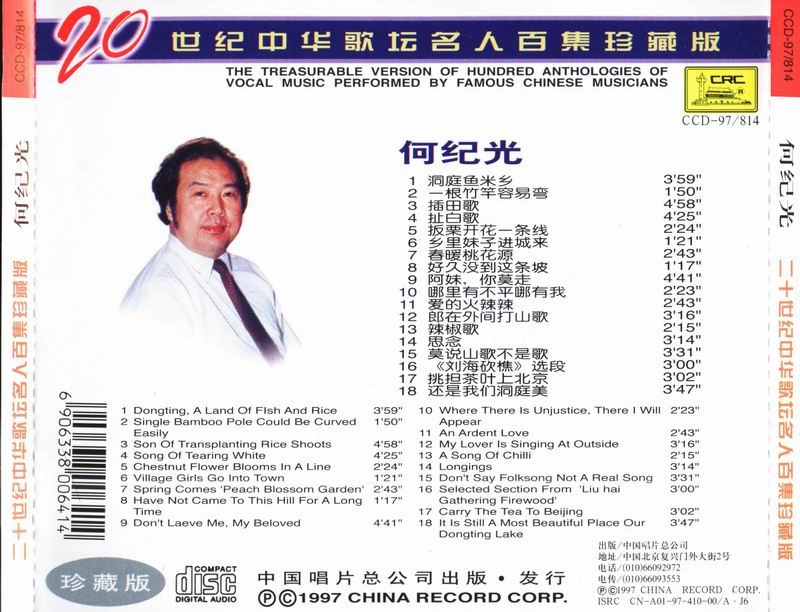 CCD-97/814
20 世纪中华歌坛名人百集珍藏版
THE TREASURABLE VERSION OF HUNDRED ANTHOLOGIES OF
VOCAL MUSIC PERFORMED BY FAMOUS CHINESE MUSICIANS
CRC
®
CCD-97/814
CCD-97/814
何纪光
二十世纪中华歌坛名人百集珍藏版
何纪光
1 洞庭鱼米乡 3'59"
2 一根竹竿容易弯 1'50"
3 插田歌 4'58"
4 扯白歌 4'25"
5 扳栗开花一条线 2'24"
6 乡里妹子进城来 1'21"
7 春暖桃花源 2'43"
8 好久没到这条坡 1'17"
9 阿妹，你莫走 4'41"
10 哪里有不平哪有我 2'23"
11 爱的火辣辣 2'43"
12 郎在外间打山歌 3'16"
13 辣椒歌 2'15"
14 思念 3'14"
15 莫说山歌不是歌 3'31"
16 《刘海砍樵》选段 3'00"
17 挑担茶叶上北京 3'02"
18 还是我们洞庭美 3'47"
1 Dongting, A Land Of FIsh And Rice 3'59"
2 Single Bamboo Pole Could Be Curved
Easily 1'50"
3 Son Of Transplanting Rice Shoots 4'58"
4 Song Of Tearing White 4'25"
5 Chestnut Flower Blooms In A Line 2'24"
6 Village Girls Go Into Town 1'21"
7 Spring Comes 'Peach Blossom Garden' 2'43"
8 Have Not Came To This Hill For A Long
Time 1'17"
9 Don't Laeve Me, My Beloved 4'41"
10 Where There Is Unjustice, There I Will
Appear 2'23"
11 An Ardent Love 2'43"
12 My Lover Is Singing At Outside 3'16"
13 A Song Of Chilli 2'15"
14 Longings 3'14"
15 Don't Say Folksong Not A Real Song 3'31"
16 Selected Section From 'Liu hai
Gathering Firewood' 3'00"
17 Carry The Tea To Beijing 3'02"
18 It Is Still A Most Beautiful Place Our
Dongting Lake 3'47"
6 906338 006414
珍藏版
COMPACT
disc
DIGITAL AUDIO
中国唱片总公司出版·发行
Ⓟ©1997 CHINA RECORD CORP.
出版/中国唱片总公司
地址/中国北京复兴门外大街2号
电话/(010)66092972
电传/(010)66093553
Ⓟ©1997 CHINA RECORD CORP.
ISRC CN-A01-97-410-00/A·J6
何纪光
二十世纪中华歌坛名人百集珍藏版